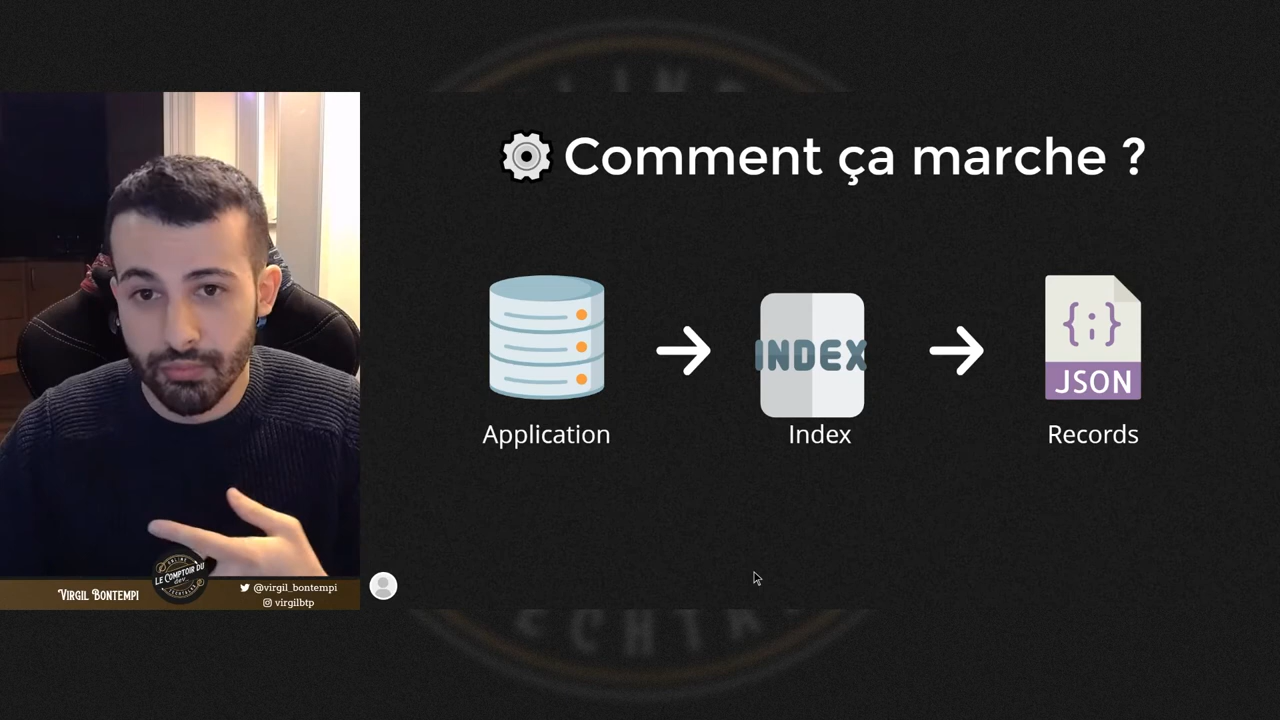 Comment ça marche ?
INDEX
JSON
Application
Index
Records
LE COMPTOIR DU
VIRGIL BONTEMPI
@virgil_bontempi
virgilbtp